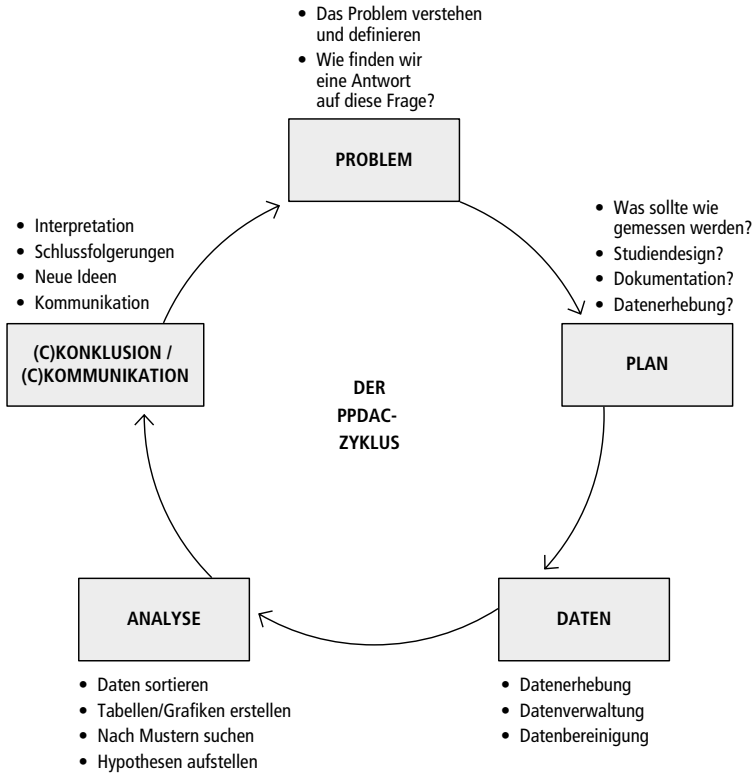 • Das Problem verstehen
und definieren
• Wie finden wir
eine Antwort
auf diese Frage?
PROBLEM
• Was sollte wie
gemessen werden?
• Studiendesign?
• Dokumentation?
• Datenerhebung?
PLAN
DATEN
• Datenerhebung
• Datenverwaltung
• Datenbereinigung
ANALYSE
• Daten sortieren
• Tabellen/Grafiken erstellen
• Nach Mustern suchen
• Hypothesen aufstellen
• Interpretation
• Schlussfolgerungen
• Neue Ideen
• Kommunikation
(C)KONKLUSION /
(C)KOMMUNIKATION
DER
PPDAC-
ZYKLUS